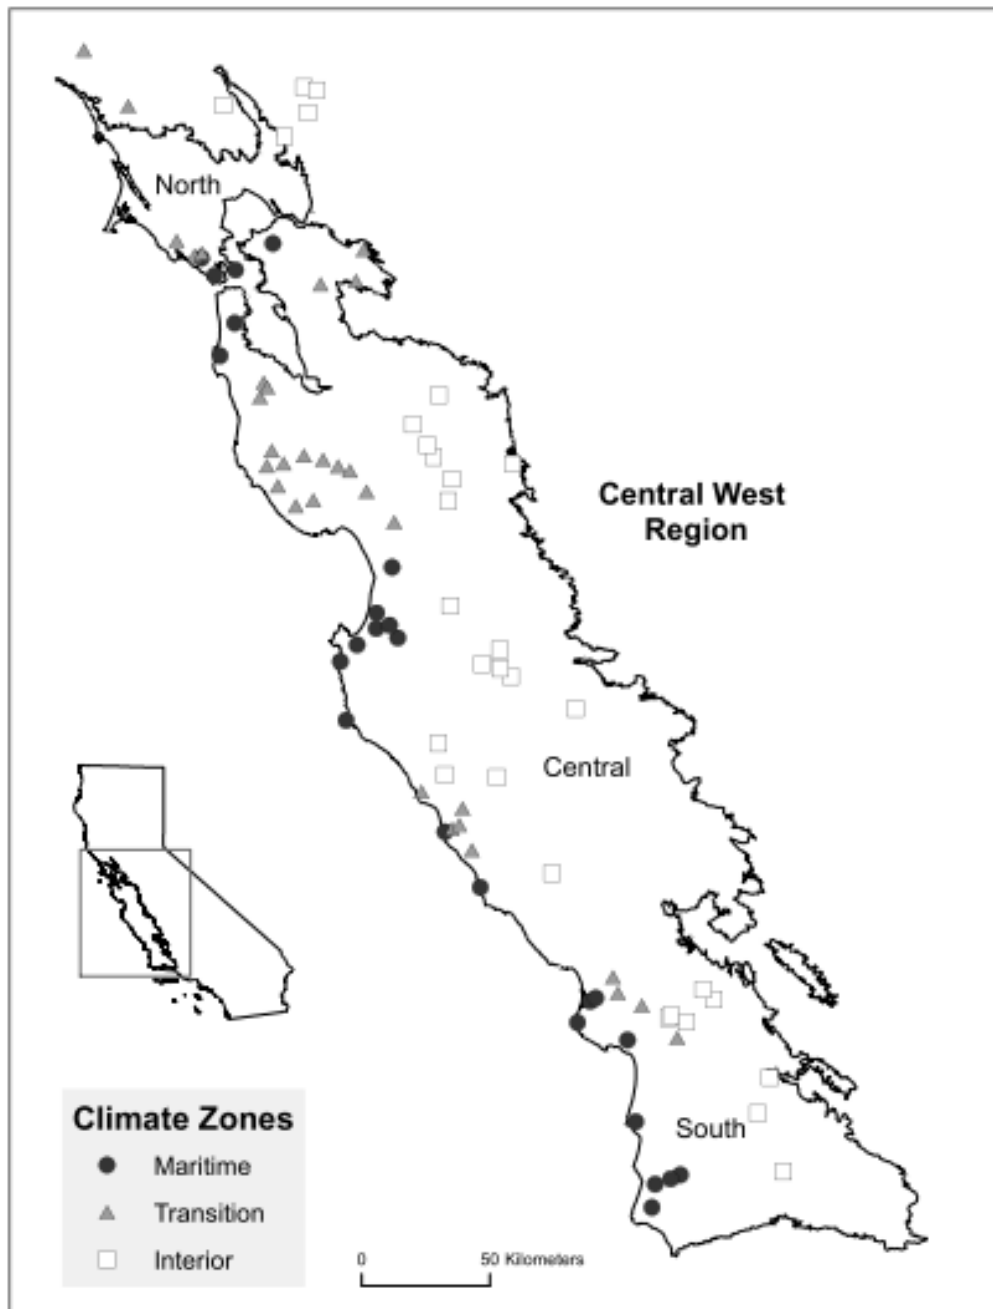 North
Central West
Region
Central
South
Climate Zones
Maritime
Transition
Interior
0 50 Kilometers